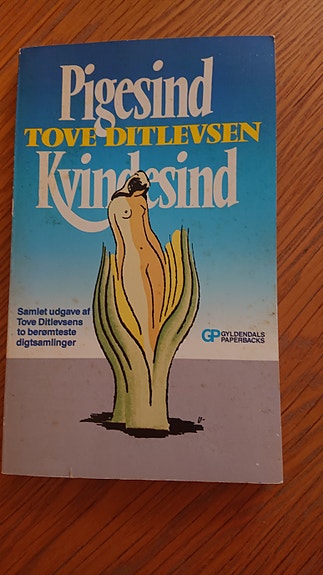 Pigesind
TOVE DITLEVSEN
Kvindesind
Samlet udgave af
Tove Ditlevsens
to berømteste
digtsamlinger
GP GYLDENDALS
PAPERBACKS